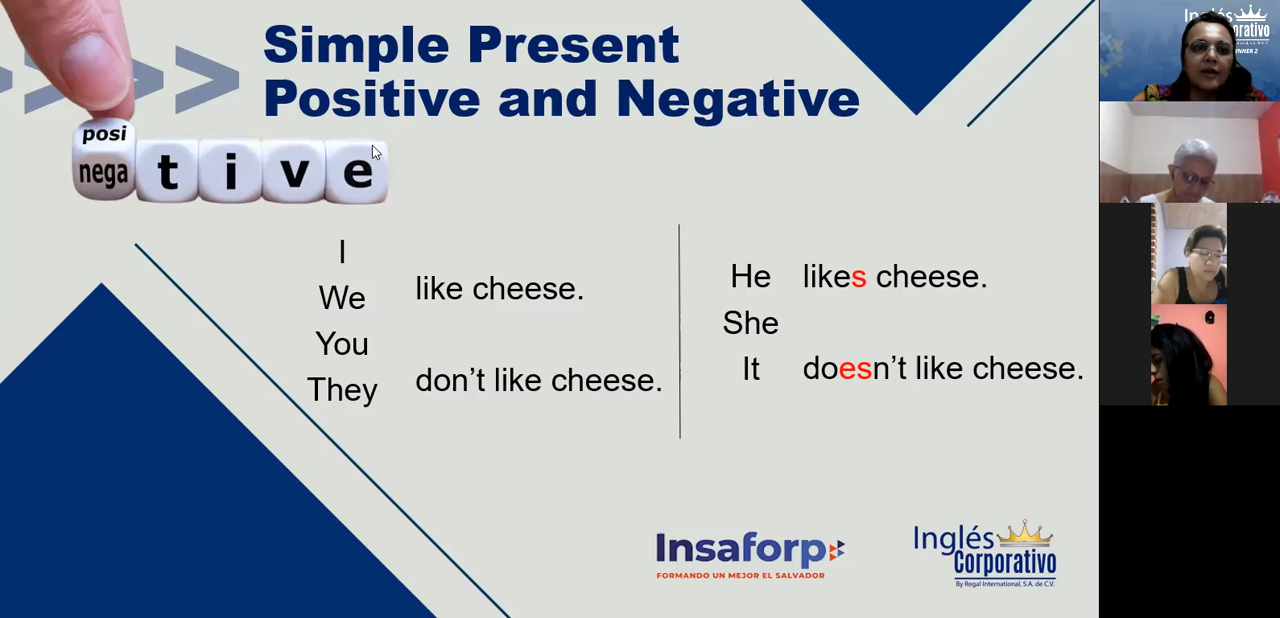 Simple Present
Positive and Negative
posi
nega t i v e
I
We
You
They
like cheese.
don't like cheese.
He
She
It
likes cheese.
doesn't like cheese.
Insaforp
FORMANDO UN MEJOR EL SALVADOR
Inglés
Corporativo
By Regal International, S.A. de C.V.
Inglés